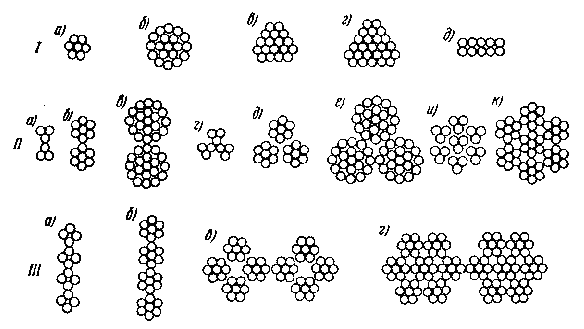 I а) б) в) г) д)
II а) б) в) г) д) е) и) к)
III а) б) в) г)